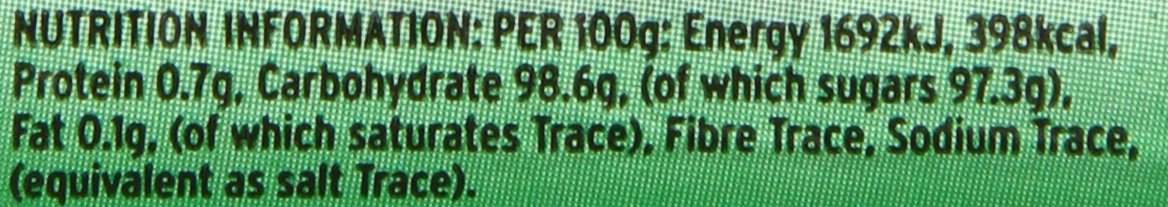 NUTRITION INFORMATION: PER 100g: Energy 1692kJ, 398kcal,
Protein 0.7g, Carbohydrate 98.6g, (of which sugars 97.3g),
Fat 0.1g, (of which saturates Trace), Fibre Trace, Sodium Trace,
(equivalent as salt Trace).